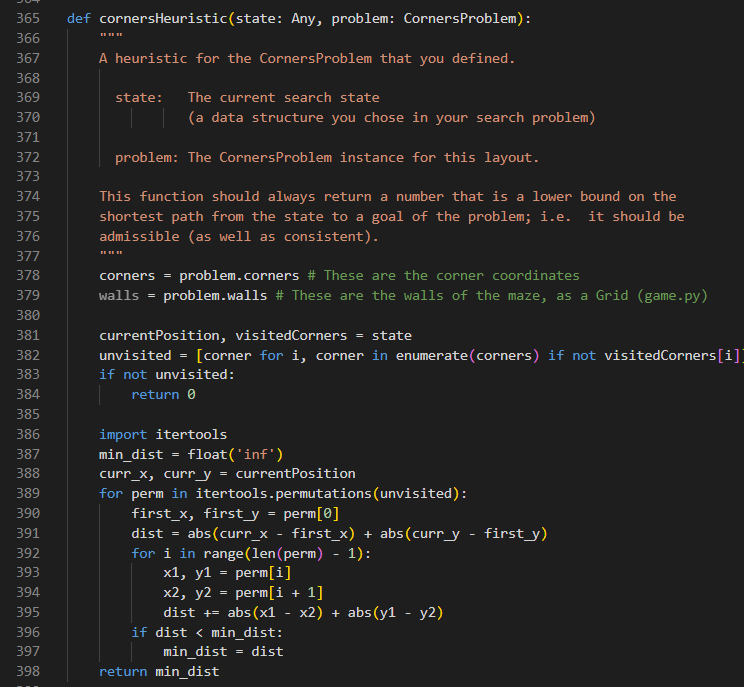 365 def cornersHeuristic(state: Any, problem: CornersProblem):
366     """
367     A heuristic for the CornersProblem that you defined.
368
369       state:   The current search state
370                (a data structure you chose in your search problem)
371
372       problem: The CornersProblem instance for this layout.
373
374     This function should always return a number that is a lower bound on the
375     shortest path from the state to a goal of the problem; i.e.  it should be
376     admissible (as well as consistent).
377     """
378     corners = problem.corners # These are the corner coordinates
379     walls = problem.walls # These are the walls of the maze, as a Grid (game.py)
380
381     currentPosition, visitedCorners = state
382     unvisited = [corner for i, corner in enumerate(corners) if not visitedCorners[i]]
383     if not unvisited:
384         return 0
385
386     import itertools
387     min_dist = float('inf')
388     curr_x, curr_y = currentPosition
389     for perm in itertools.permutations(unvisited):
390         first_x, first_y = perm[0]
391         dist = abs(curr_x - first_x) + abs(curr_y - first_y)
392         for i in range(len(perm) - 1):
393             x1, y1 = perm[i]
394             x2, y2 = perm[i + 1]
395             dist += abs(x1 - x2) + abs(y1 - y2)
396         if dist < min_dist:
397             min_dist = dist
398     return min_dist